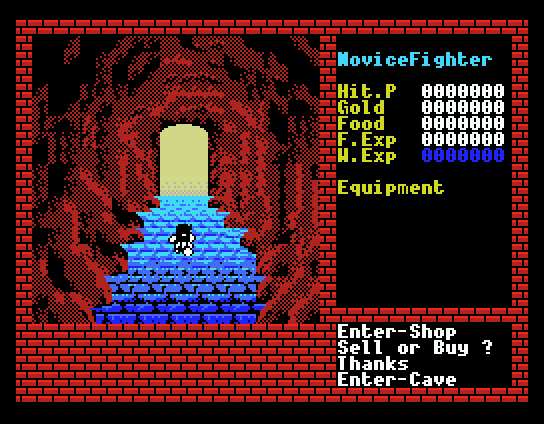 NoviceFighter
Hit.P 0000000
Gold 0000000
Food 0000000
F.Exp 0000000
W.Exp 0000000
Equipment
Enter-Shop
Sell or Buy ?
Thanks
Enter-Cave